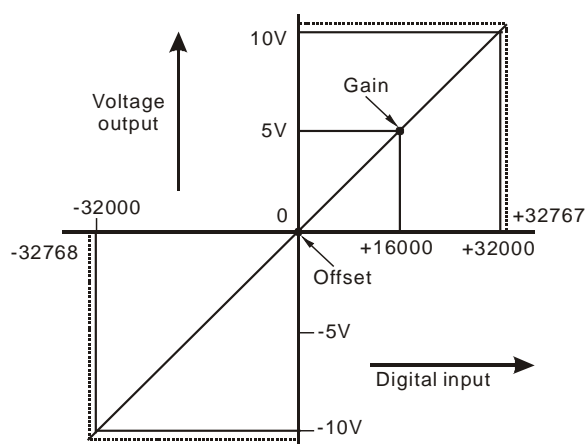 10V
Voltage
output
Gain
5V
-32000
0
+32767
-32768
+16000
+32000
Offset
-5V
Digital input
-10V